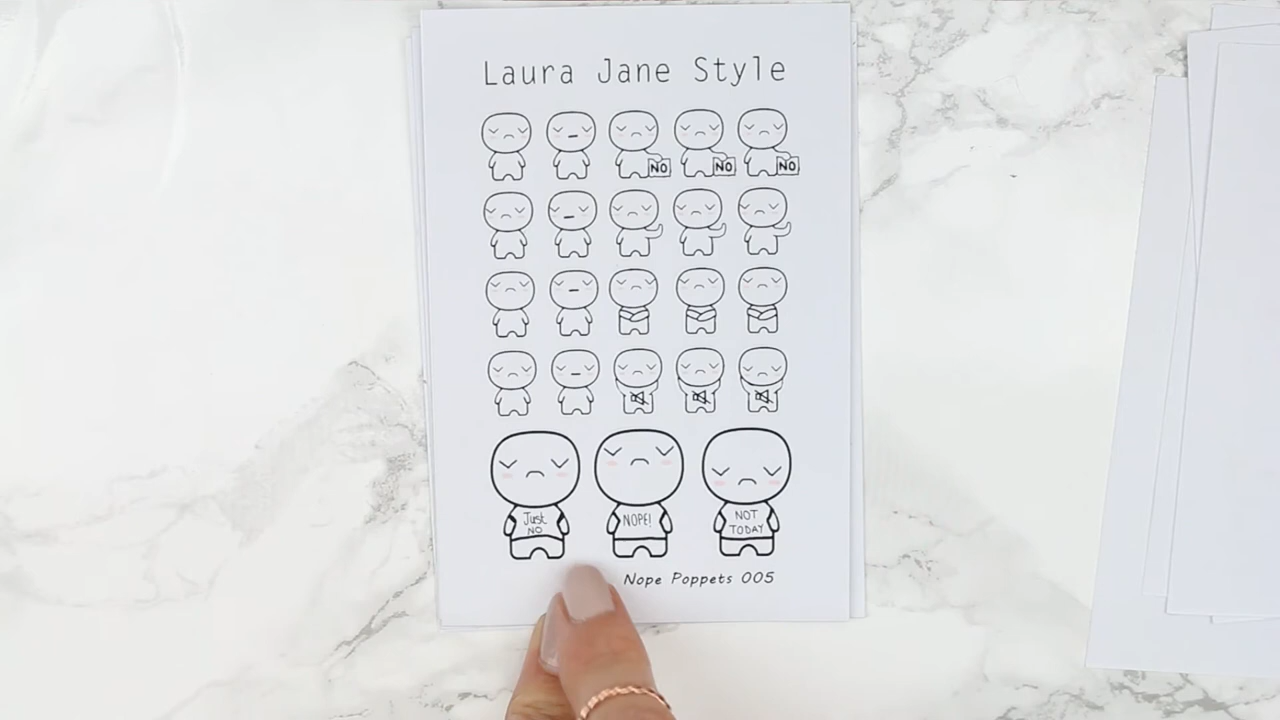 Laura Jane Style
NO NO NO
Just
NO
NOPE!
NOT
TODAY
Nope Poppets 005